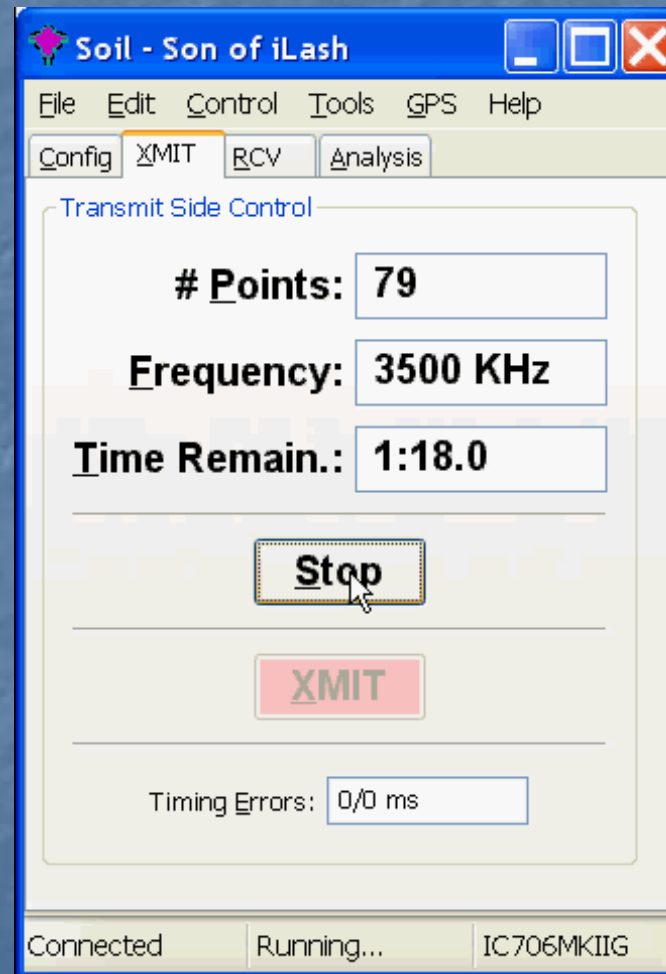 Soil - Son of iLash
File Edit Control Tools GPS Help
Config XMIT RCV Analysis
Transmit Side Control
# Points: 79
Frequency: 3500 KHz
Time Remain.: 1:18.0
Stop
XMIT
Timing Errors: 0/0 ms
Connected Running... IC706MKIIG